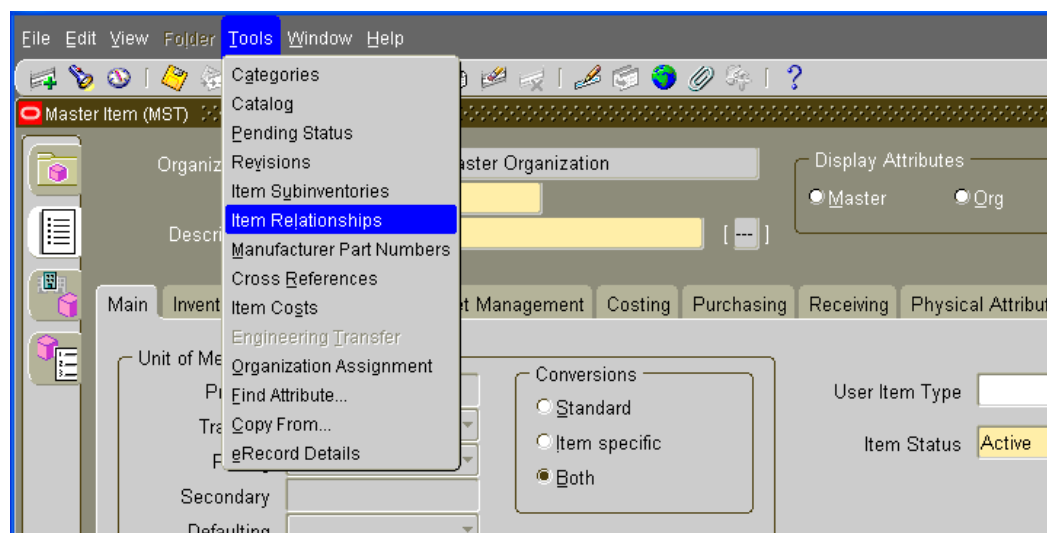 File Edit View Folder Tools Window Help
Master Item (MST)
Categories
Catalog
Pending Status
Revisions
Item Subinventories
Item Relationships
Manufacturer Part Numbers
Cross References
Item Costs
Engineering Transfer
Organization Assignment
Find Attribute...
Copy From...
eRecord Details
Organiz
aster Organization
Display Attributes
Master Org
Descri
[ --- ]
Main Invent
et Management Costing Purchasing Receiving Physical Attribu
Unit of Me
Conversions
Standard
Item specific
Both
User Item Type
Item Status Active
Secondary
Defaulting